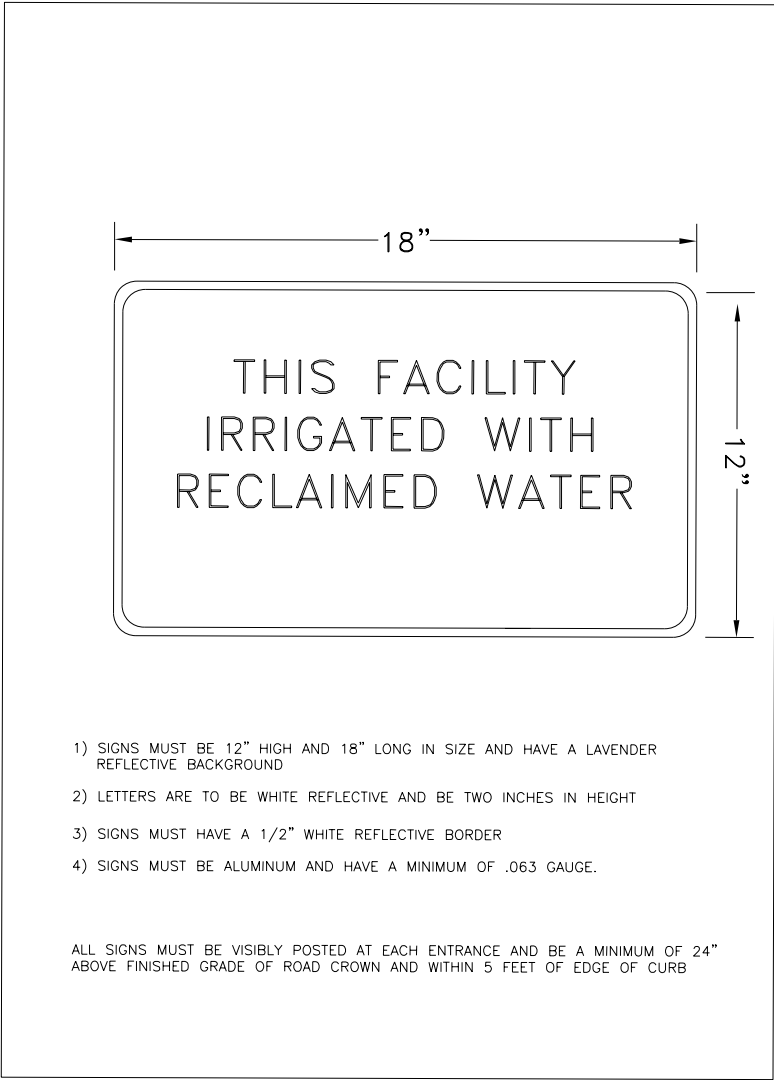 18”
THIS FACILITY
IRRIGATED WITH
RECLAIMED WATER
12”
1) SIGNS MUST BE 12” HIGH AND 18” LONG IN SIZE AND HAVE A LAVENDER
REFLECTIVE BACKGROUND
2) LETTERS ARE TO BE WHITE REFLECTIVE AND BE TWO INCHES IN HEIGHT
3) SIGNS MUST HAVE A 1/2” WHITE REFLECTIVE BORDER
4) SIGNS MUST BE ALUMINUM AND HAVE A MINIMUM OF .063 GAUGE.
ALL SIGNS MUST BE VISIBLY POSTED AT EACH ENTRANCE AND BE A MINIMUM OF 24”
ABOVE FINISHED GRADE OF ROAD CROWN AND WITHIN 5 FEET OF EDGE OF CURB